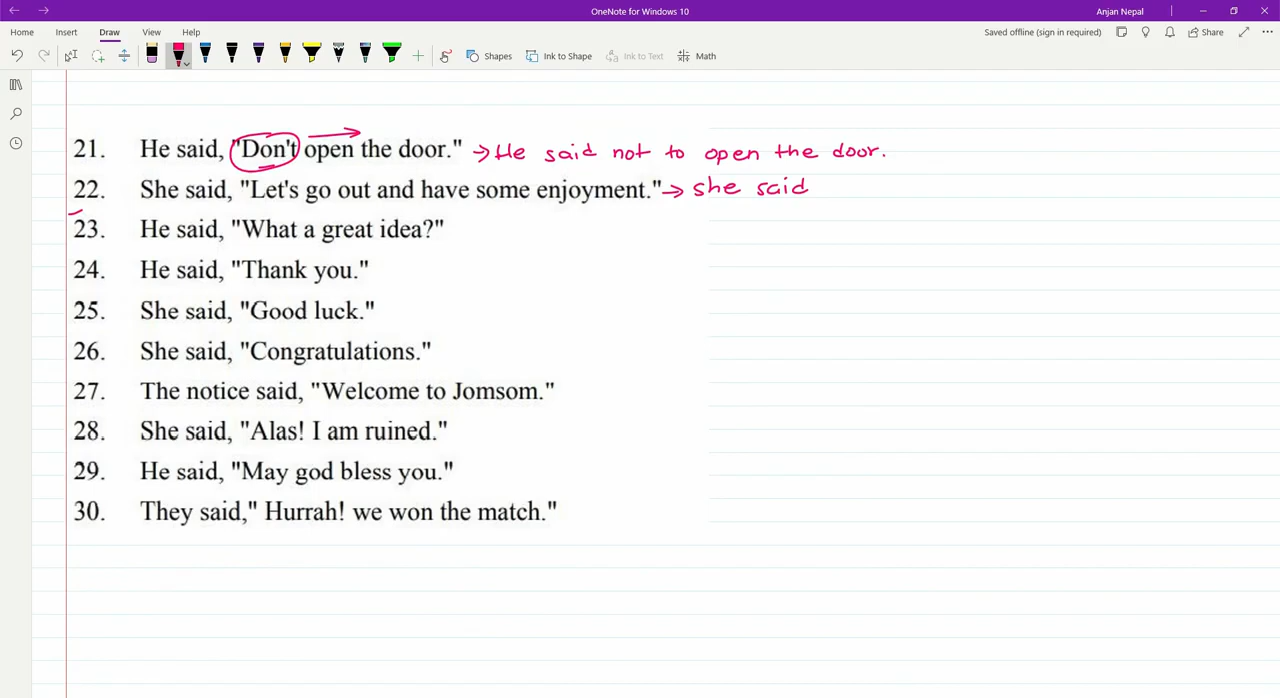 OneNote for Windows 10
Anjan Nepal
Home Insert Draw View Help
Saved offline (sign in required) Share
Shapes Ink to Shape Ink to Text Math
21. He said, "Don't open the door." → He said not to open the door.
22. She said, "Let's go out and have some enjoyment." → she said
23. He said, "What a great idea?"
24. He said, "Thank you."
25. She said, "Good luck."
26. She said, "Congratulations."
27. The notice said, "Welcome to Jomsom."
28. She said, "Alas! I am ruined."
29. He said, "May god bless you."
30. They said," Hurrah! we won the match."